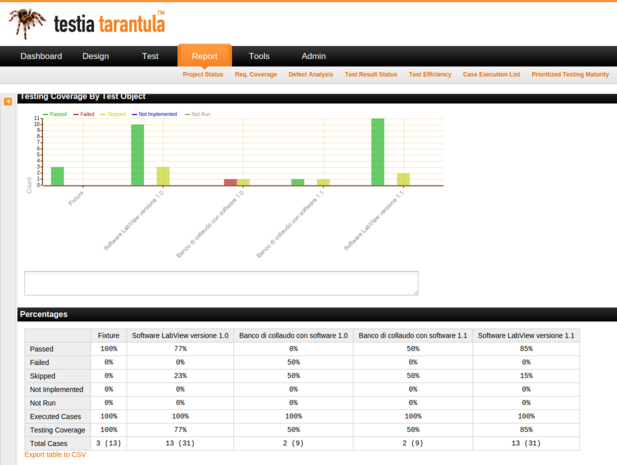 testia tarantula TM
Dashboard Design Test Report Tools Admin
Project Status Req. Coverage Defect Analysis Test Result Status Test Efficiency Case Execution List Prioritized Testing Maturity
Testing Coverage By Test Object
Passed Failed Skipped Not Implemented Not Run
11
10
9
8
7
6
5
4
3
2
1
0
Count
Fixture
Software LabView versione 1.0
Banco di collaudo con software 1.0
Banco di collaudo con software 1.1
Software LabView versione 1.1
Percentages
Fixture Software LabView versione 1.0 Banco di collaudo con software 1.0 Banco di collaudo con software 1.1 Software LabView versione 1.1
Passed 100% 77% 0% 50% 85%
Failed 0% 0% 50% 0% 0%
Skipped 0% 23% 50% 50% 15%
Not Implemented 0% 0% 0% 0% 0%
Not Run 0% 0% 0% 0% 0%
Executed Cases 100% 100% 100% 100% 100%
Testing Coverage 100% 77% 50% 50% 85%
Total Cases 3 (13) 13 (31) 2 (9) 2 (9) 13 (31)
Export table to CSV